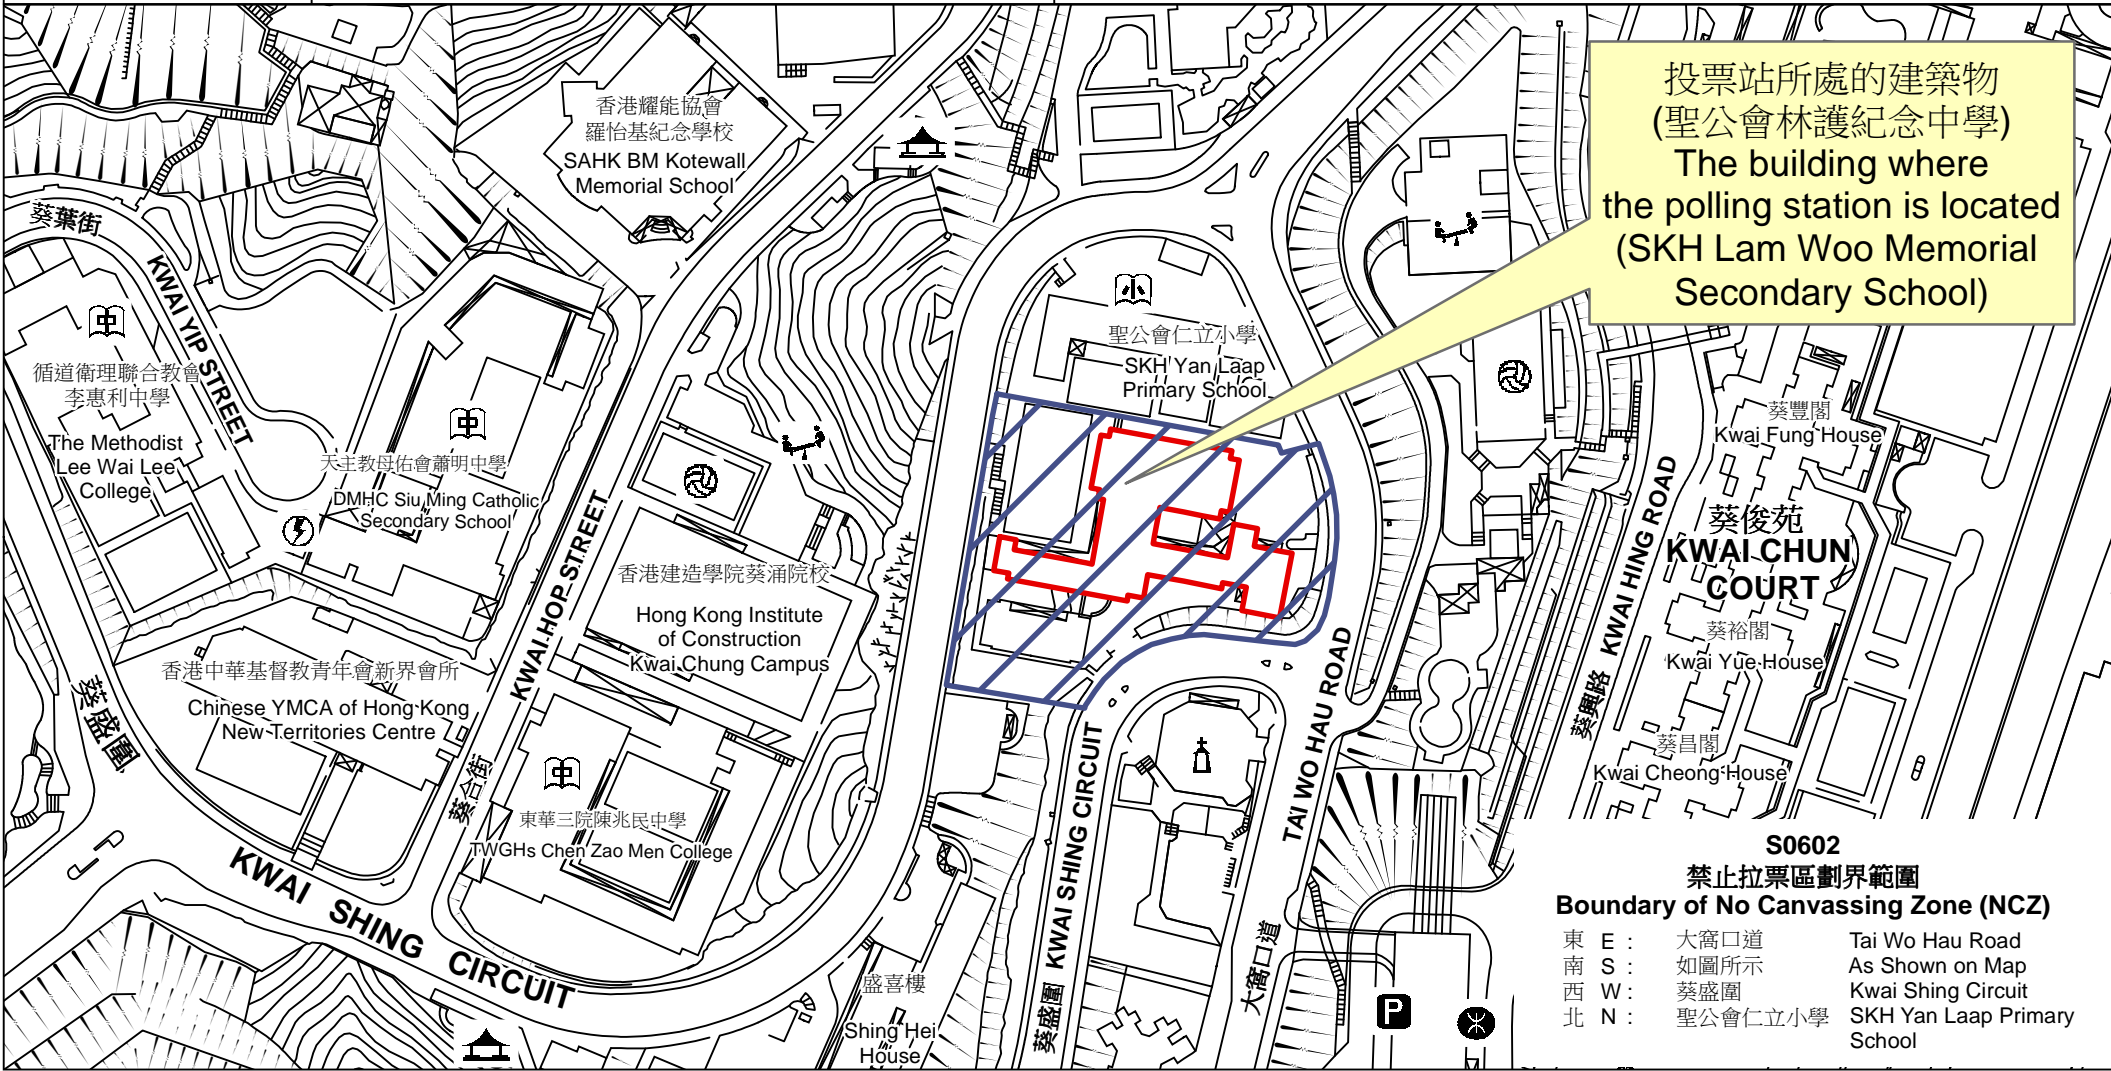 投票站所處的建築物
(聖公會林護紀念中學)
The building where
the polling station is located
(SKH Lam Woo Memorial
Secondary School)
香港耀能協會
羅怡基紀念學校
SAHK BM Kotewall
Memorial School
葵葉街
KWAI YIP STREET
中
循道衛理聯合教會
李惠利中學
The Methodist
Lee Wai Lee
College
中
天主教母佑會蕭明中學
DMHC Siu Ming Catholic
Secondary School
小
聖公會仁立小學
SKH Yan Laap
Primary School
KWAI HOP STREET
葵合街
香港建造學院葵涌院校
Hong Kong Institute
of Construction
Kwai Chung Campus
香港中華基督教青年會新界會所
Chinese YMCA of Hong Kong
New Territories Centre
葵盛圍
中
東華三院陳兆民中學
TWGHs Chen Zao Men College
KWAI SHING CIRCUIT
盛喜樓
Shing Hei
House
葵盛圍 KWAI SHING CIRCUIT
TAI WO HAU ROAD
大窩口道
葵興路 KWAI HING ROAD
葵豐閣
Kwai Fung House
葵俊苑
KWAI CHUN
COURT
葵裕閣
Kwai Yue House
葵昌閣
Kwai Cheong House
P
S0602
禁止拉票區劃界範圍
Boundary of No Canvassing Zone (NCZ)
東 E : 大窩口道 Tai Wo Hau Road
南 S : 如圖所示 As Shown on Map
西 W : 葵盛圍 Kwai Shing Circuit
北 N : 聖公會仁立小學 SKH Yan Laap Primary
School